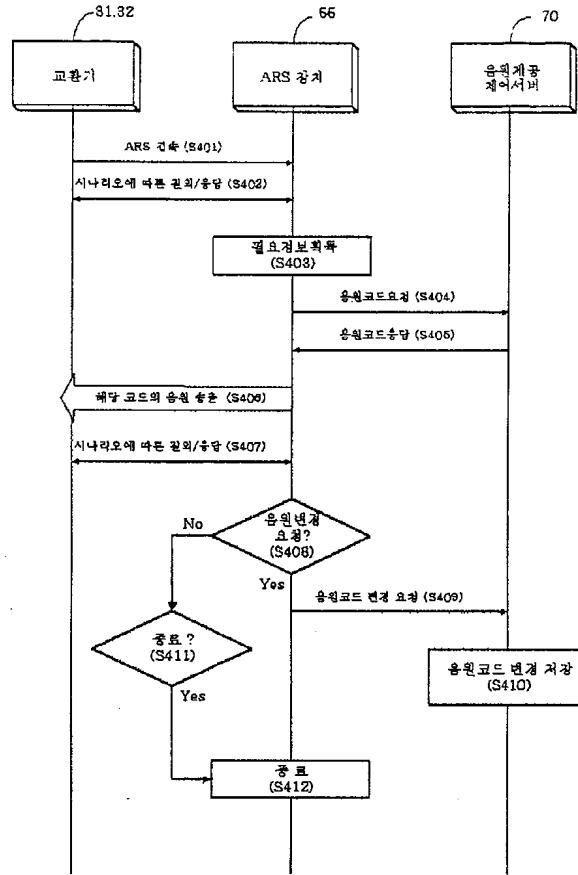 31,32
66
70
교환기
ARS 장치
음원제공
제어서버
ARS 접속 (S401)
시나리오에 따른 질의/응답 (S402)
필요정보획득
(S403)
음원코드요청 (S404)
음원코드응답 (S405)
해당 코드의 음원 송출 (S406)
시나리오에 따른 질의/응답 (S407)
음원변경
요청?
(S408)
No
Yes
음원코드 변경 요청 (S409)
종료?
(S411)
음원코드 변경 저장
(S410)
Yes
종 료
(S412)